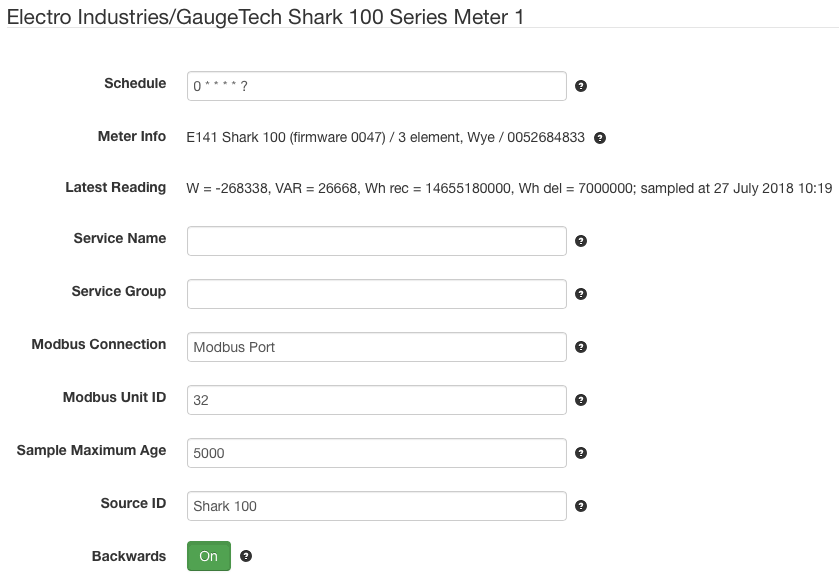 Electro Industries/GaugeTech Shark 100 Series Meter 1
Schedule 0 * * * * ?
Meter Info E141 Shark 100 (firmware 0047) / 3 element, Wye / 0052684833
Latest Reading W = -268338, VAR = 26668, Wh rec = 14655180000, Wh del = 7000000; sampled at 27 July 2018 10:19
Service Name
Service Group
Modbus Connection Modbus Port
Modbus Unit ID 32
Sample Maximum Age 5000
Source ID Shark 100
Backwards On